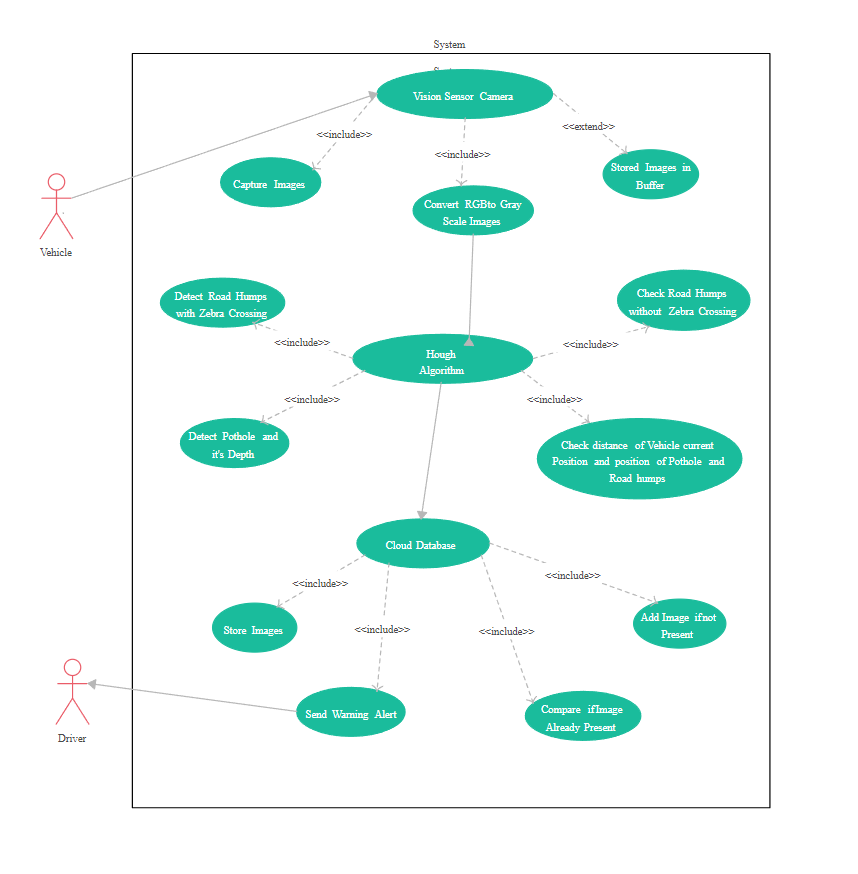 System
Vision Sensor Camera
<<include>>
<<extend>>
<<include>>
Capture Images
Stored Images in
Buffer
Convert RGBto Gray
Scale Images
Vehicle
Detect Road Humps
with Zebra Crossing
Check Road Humps
without Zebra Crossing
<<include>>
<<include>>
Hough
Algorithm
<<include>>
<<include>>
Detect Pothole and
it's Depth
Check distance of Vehicle current
Position and position of Pothole and
Road humps
Cloud Database
<<include>>
<<include>>
<<include>>
<<include>>
Store Images
Add Image ifnot
Present
Send Warning Alert
Compare ifImage
Already Present
Driver